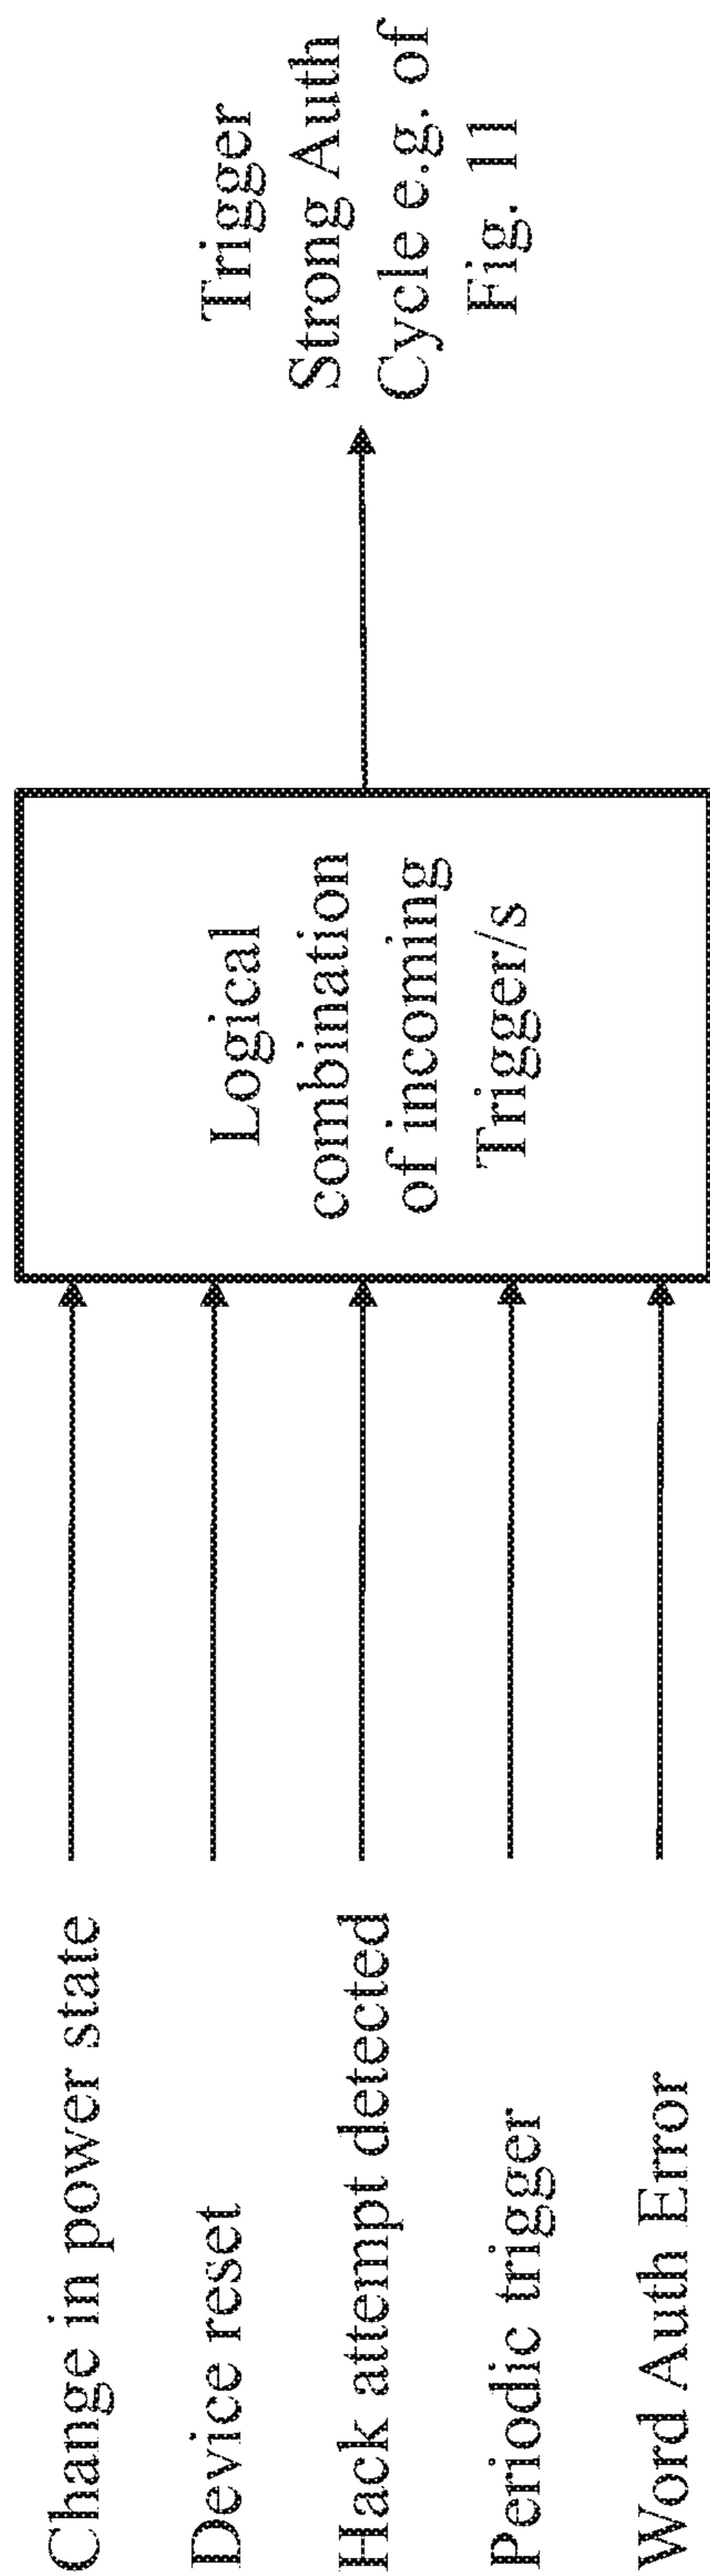 Change in power state
Device reset
Hack attempt detected
Periodic trigger
Word Auth Error
Logical
combination
of incoming
Trigger/s
Trigger
Strong Auth
Cycle e.g. of
Fig. 11